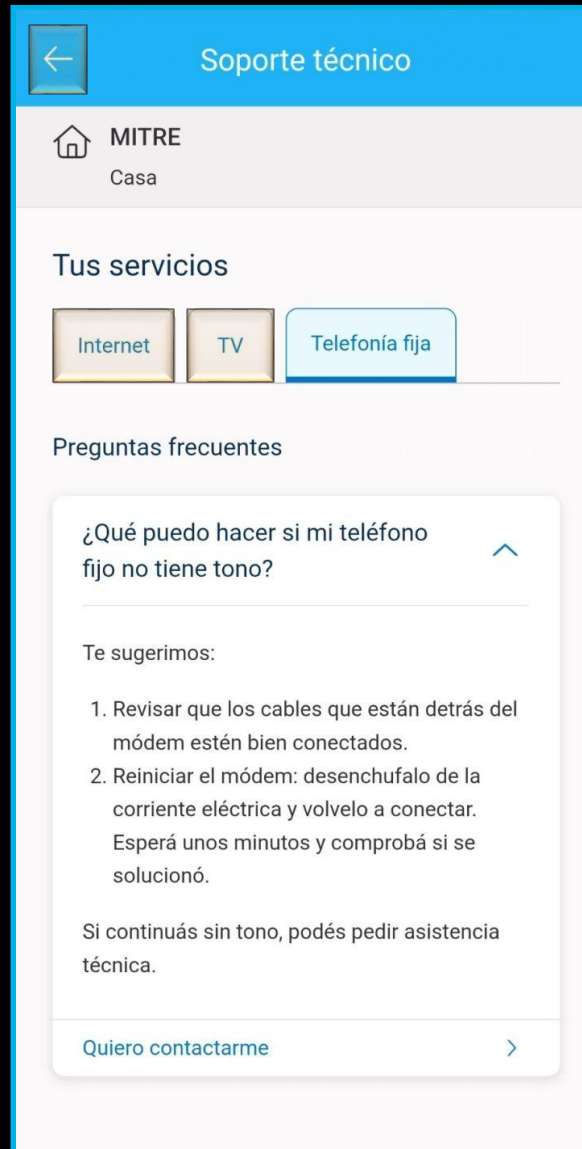 Soporte técnico
MITRE
Casa
Tus servicios
Internet TV Telefonía fija
Preguntas frecuentes
¿Qué puedo hacer si mi teléfono
fijo no tiene tono?
Te sugerimos:
1. Revisar que los cables que están detrás del
módem estén bien conectados.
2. Reiniciar el módem: desenchufalo de la
corriente eléctrica y volvelo a conectar.
Esperá unos minutos y comprobá si se
solucionó.
Si continuás sin tono, podés pedir asistencia
técnica.
Quiero contactarme